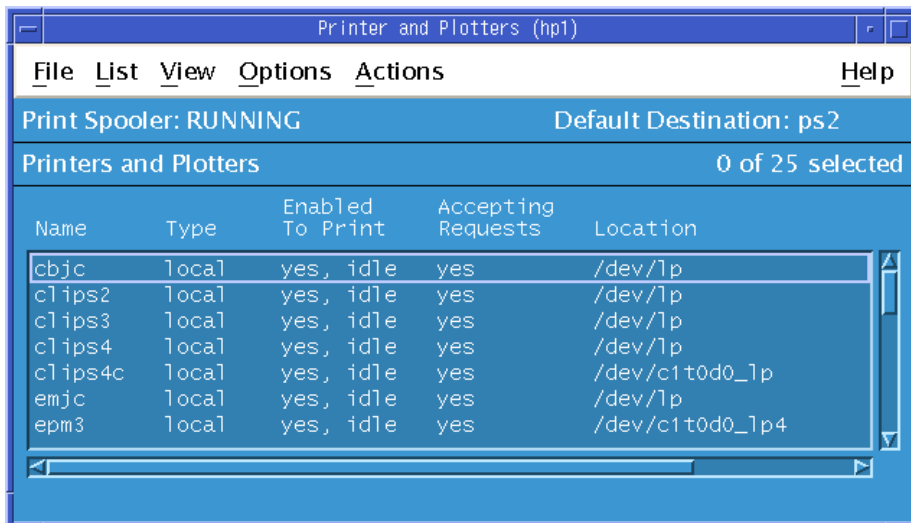 Printer and Plotters (hp1)
File List View Options Actions Help
Print Spooler: RUNNING Default Destination: ps2
Printers and Plotters 0 of 25 selected
Enabled Accepting
Name Type To Print Requests Location
cbjc local yes, idle yes /dev/lp
clips2 local yes, idle yes /dev/lp
clips3 local yes, idle yes /dev/lp
clips4 local yes, idle yes /dev/lp
clips4c local yes, idle yes /dev/c1t0d0_lp
emjc local yes, idle yes /dev/lp
epm3 local yes, idle yes /dev/c1t0d0_lp4